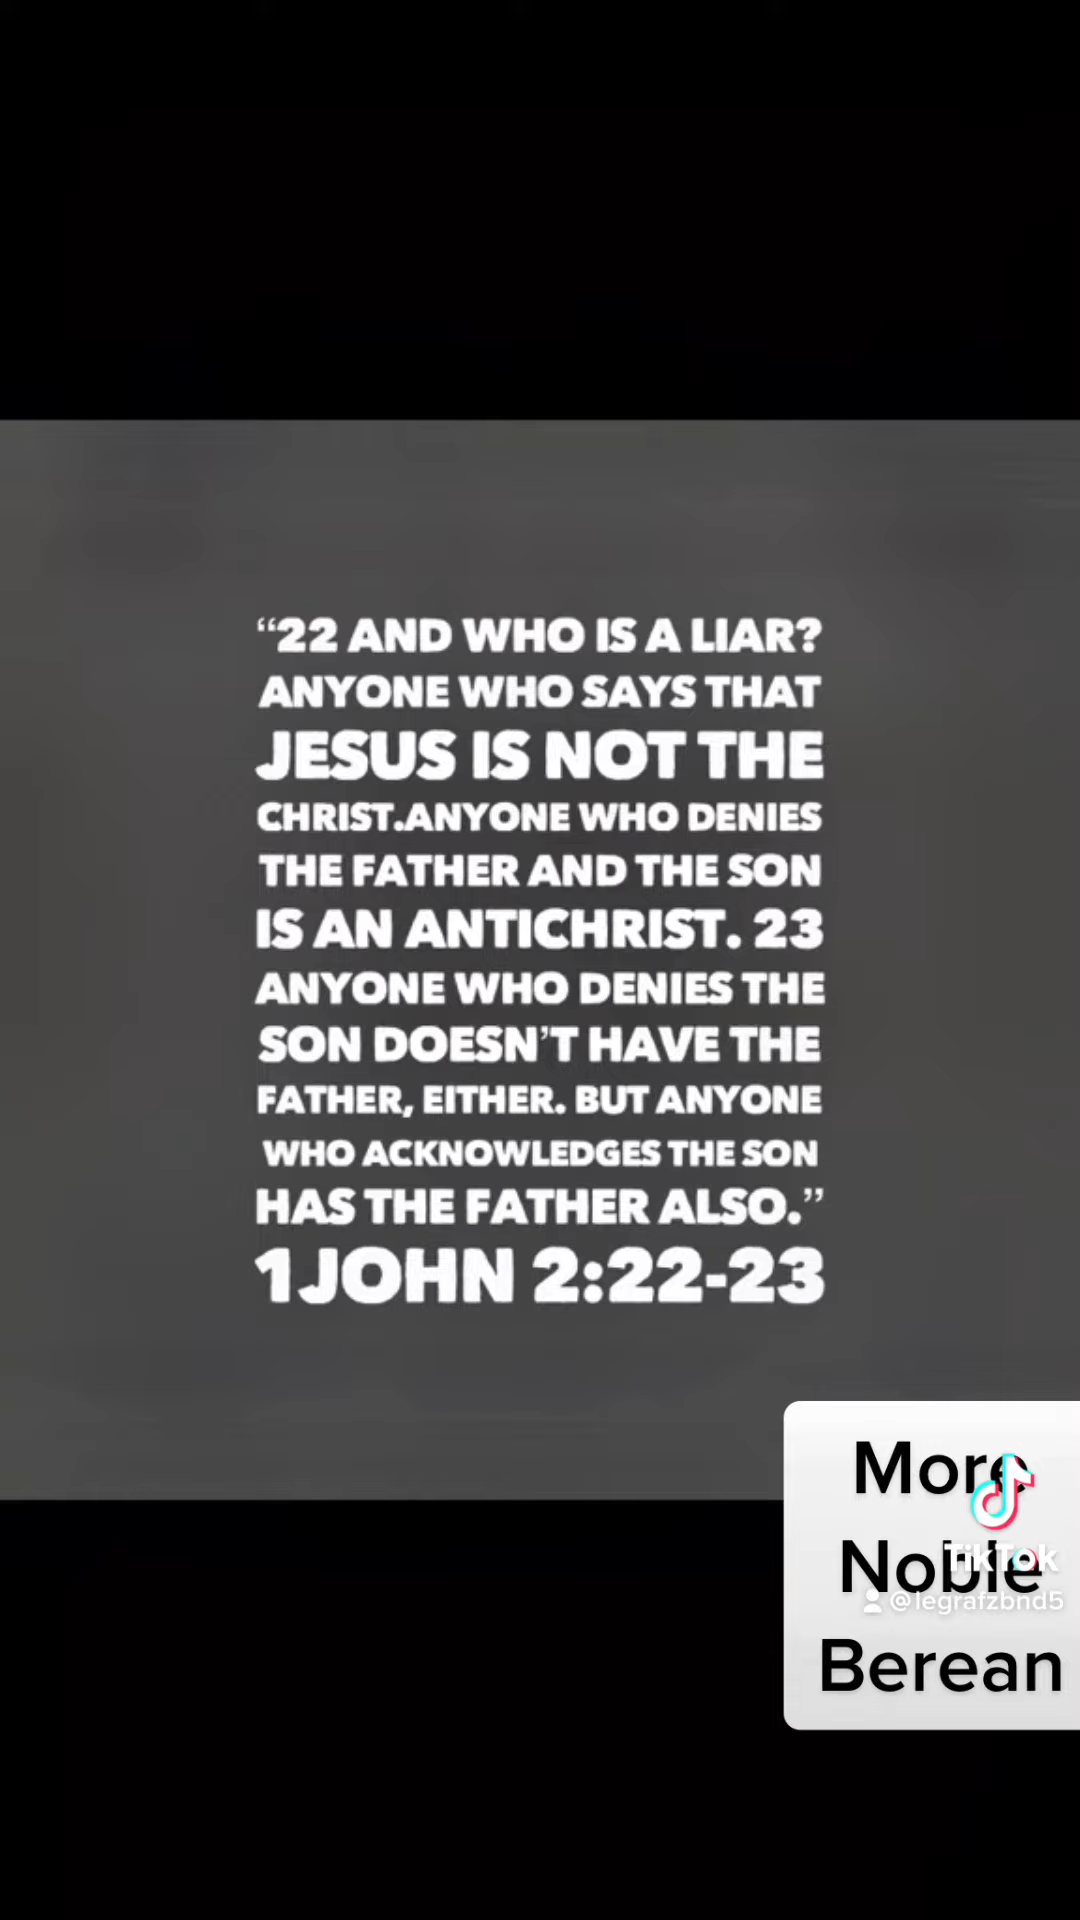 “22 AND WHO IS A LIAR?
ANYONE WHO SAYS THAT
JESUS IS NOT THE
CHRIST.ANYONE WHO DENIES
THE FATHER AND THE SON
IS AN ANTICHRIST. 23
ANYONE WHO DENIES THE
SON DOESN’T HAVE THE
FATHER, EITHER. BUT ANYONE
WHO ACKNOWLEDGES THE SON
HAS THE FATHER ALSO.”
1JOHN 2:22-23
More
Noble
Berean
TikTok
@legrafzbnd5